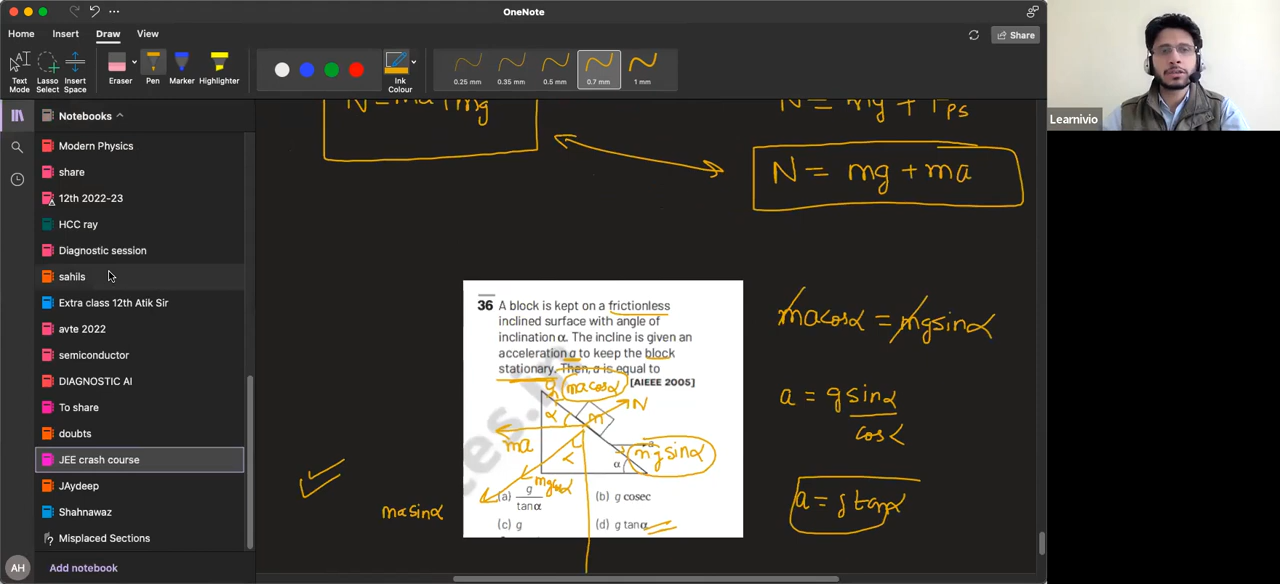 OneNote
Home Insert Draw View
Share
Text Mode
Lasso Select
Insert Space
Eraser
Pen
Marker
Highlighter
Ink Colour
0.25 mm
0.35 mm
0.5 mm
0.7 mm
1 mm
Learnivio
Notebooks
Modern Physics
share
12th 2022-23
HCC ray
Diagnostic session
sahils
Extra class 12th Atik Sir
avte 2022
semiconductor
DIAGNOSTIC AI
To share
doubts
JEE crash course
JAydeep
Shahnawaz
Misplaced Sections
AH
Add notebook
N = ma + mg
N = mg + Fps
N = mg + ma
36 A block is kept on a frictionless
inclined surface with angle of
inclination α. The incline is given an
acceleration a to keep the block
stationary. Then, a is equal to
[AIEEE 2005]
macosα
α
N
m
ma
α
mgsinα
α
mgcosα
(a) g/tanα
(b) g cosec
(c) g
(d) g tanα
masinα
macosα = mgsinα
a = g sinα
cosα
a = g tanα